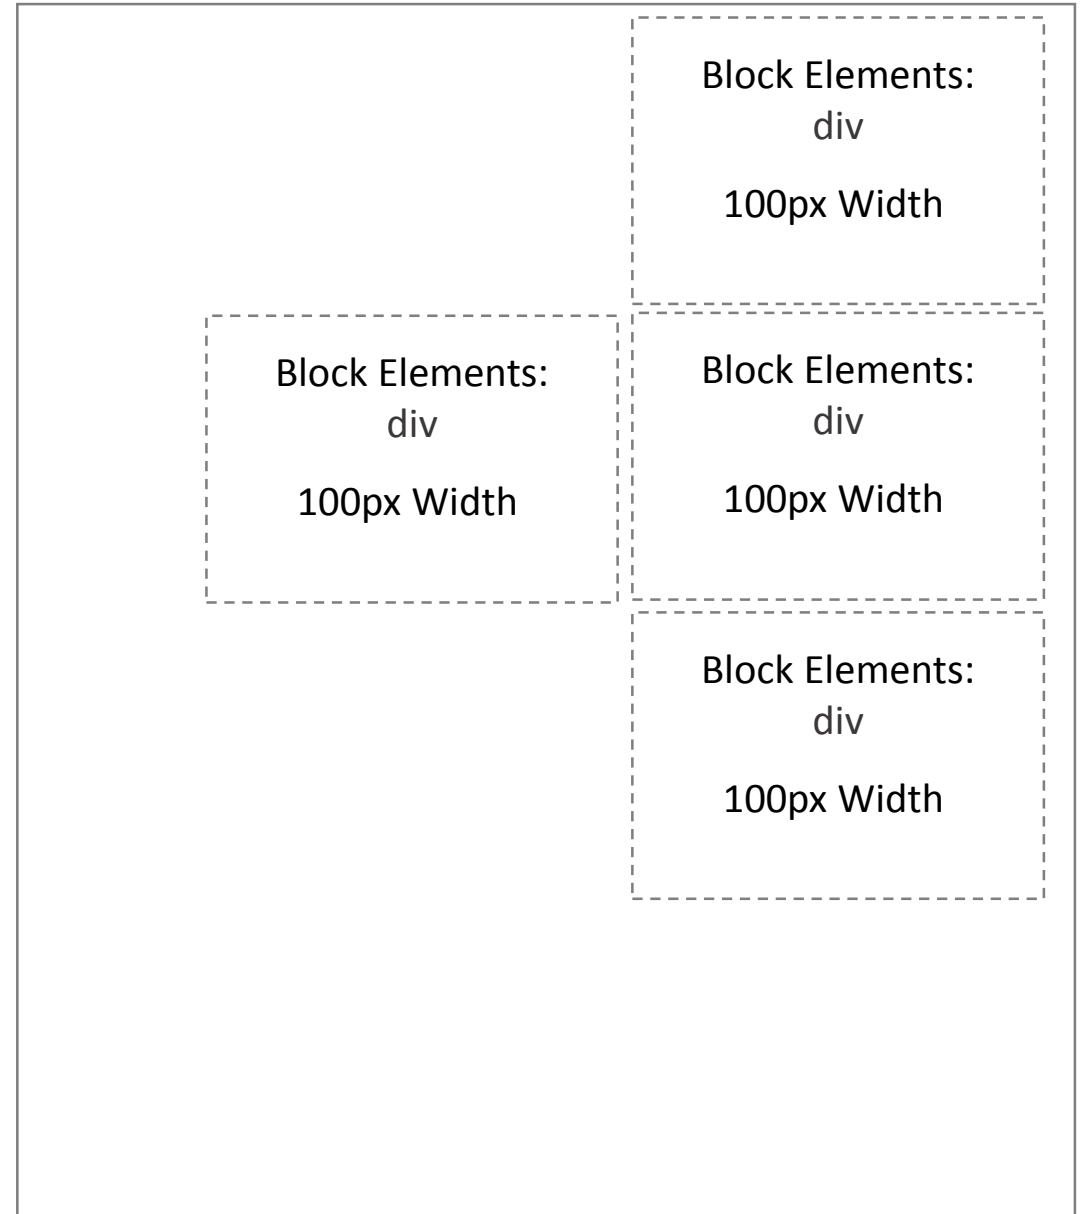 Block Elements:
div
100px Width
Block Elements:
div
100px Width
Block Elements:
div
100px Width
Block Elements:
div
100px Width